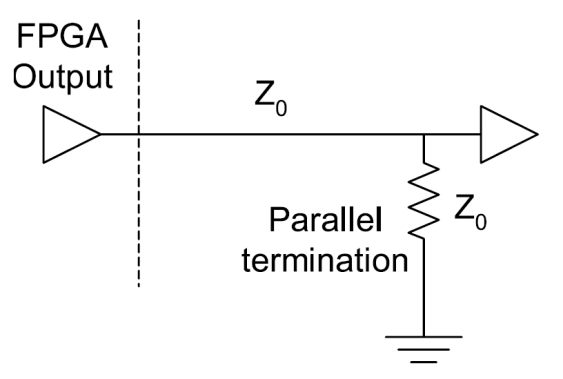 FPGA
Output
Z0
Parallel
termination
Z0